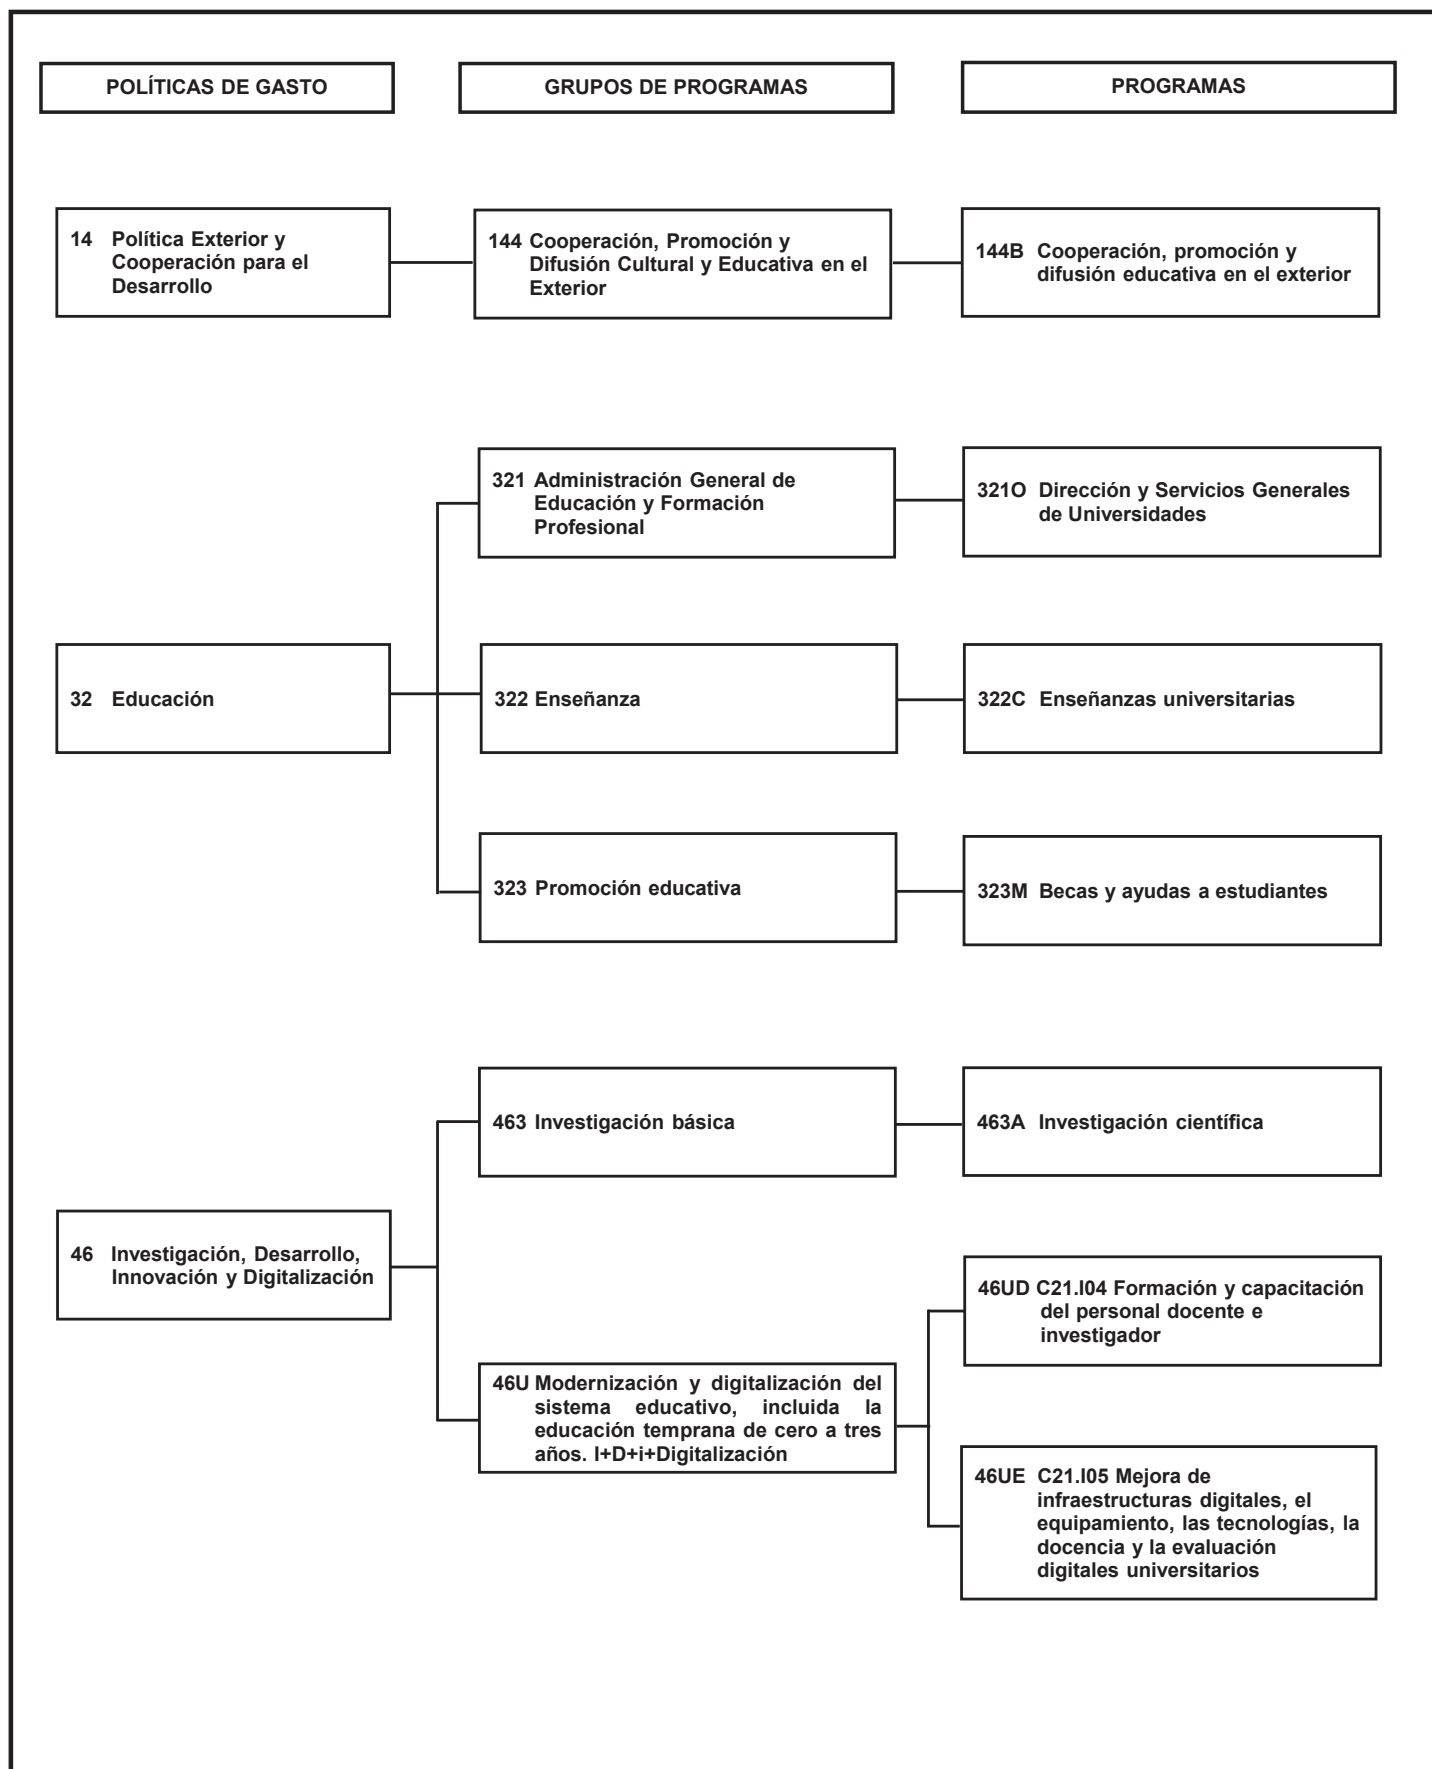 POLÍTICAS DE GASTO
GRUPOS DE PROGRAMAS
PROGRAMAS
14 Política Exterior y
Cooperación para el
Desarrollo
144 Cooperación, Promoción y
Difusión Cultural y Educativa en el
Exterior
144B Cooperación, promoción y
difusión educativa en el exterior
321 Administración General de
Educación y Formación
Profesional
321O Dirección y Servicios Generales
de Universidades
32 Educación
322 Enseñanza
322C Enseñanzas universitarias
323 Promoción educativa
323M Becas y ayudas a estudiantes
463 Investigación básica
463A Investigación científica
46 Investigación, Desarrollo,
Innovación y Digitalización
46UD C21.I04 Formación y capacitación
del personal docente e
investigador
46U Modernización y digitalización del
sistema educativo, incluida la
educación temprana de cero a tres
años. I+D+i+Digitalización
46UE C21.I05 Mejora de
infraestructuras digitales, el
equipamiento, las tecnologías, la
docencia y la evaluación
digitales universitarios